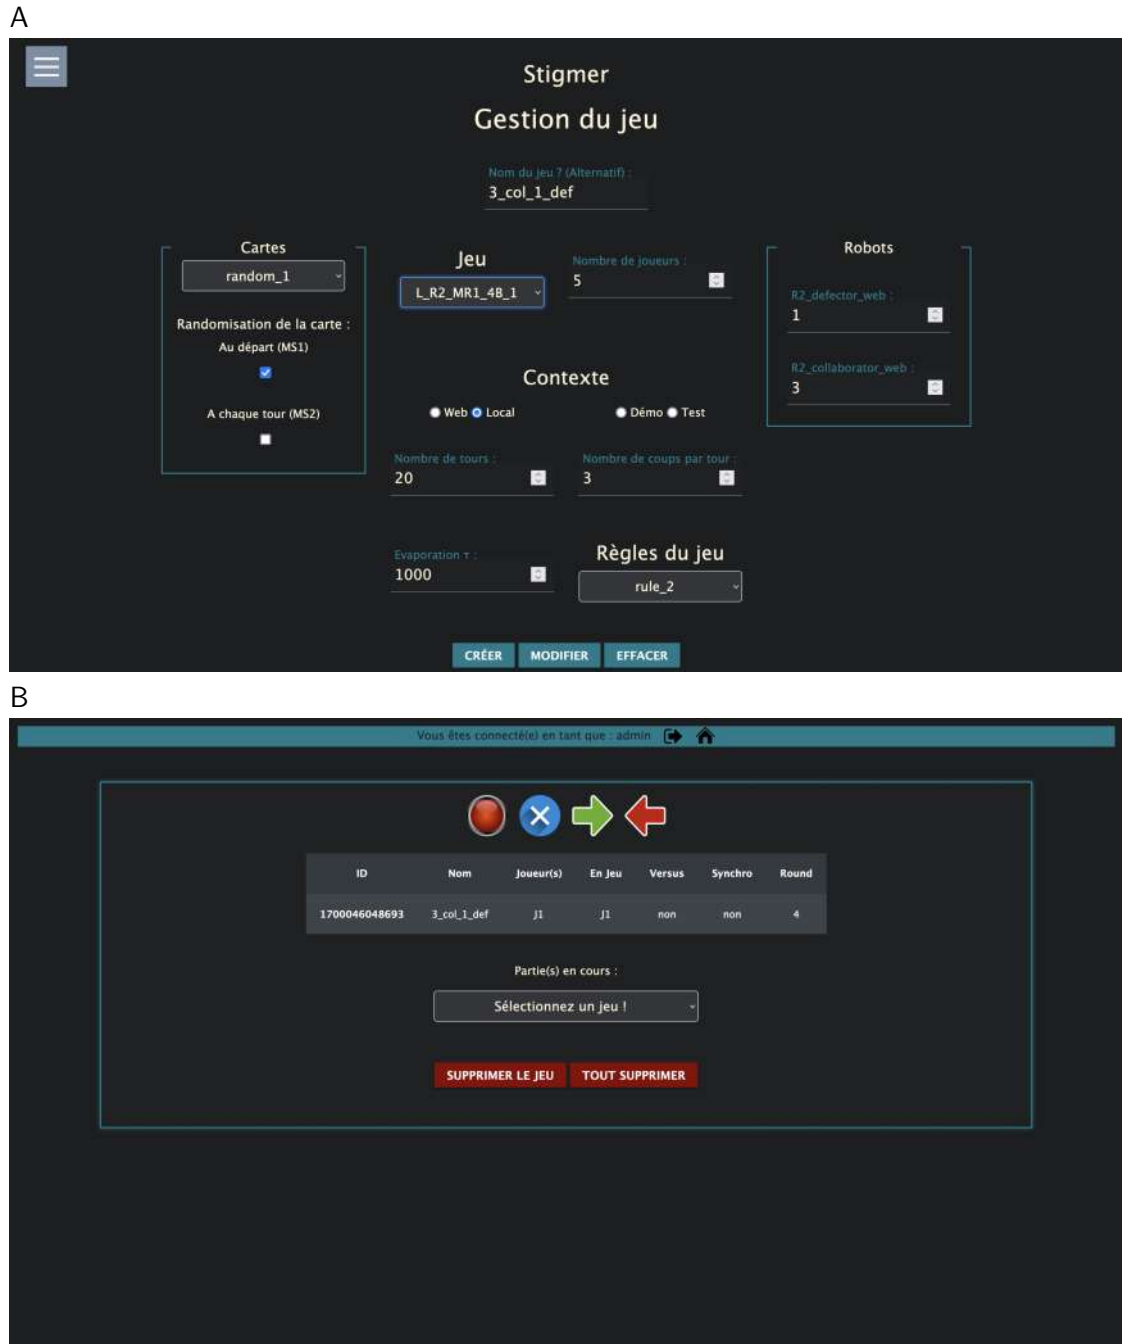 A
Stigmer
Gestion du jeu
Nom du jeu ? (Alternatif) :
3_col_1_def
Cartes
random_1
Randomisation de la carte :
Au départ (MS1)
A chaque tour (MS2)
Jeu
L_R2_MR1_4B_1
Nombre de joueurs :
5
Contexte
Web Local Démo Test
Nombre de tours :
20
Nombre de coups par tour :
3
Evaporation τ :
1000
Règles du jeu
rule_2
Robots
R2_defector_web :
1
R2_collaborator_web :
3
CRÉER MODIFIER EFFACER
B
Vous êtes connecté(e) en tant que : admin
ID Nom Joueur(s) En Jeu Versus Synchro Round
1700046048693 3_col_1_def J1 J1 non non 4
Partie(s) en cours :
Sélectionnez un jeu !
SUPPRIMER LE JEU TOUT SUPPRIMER